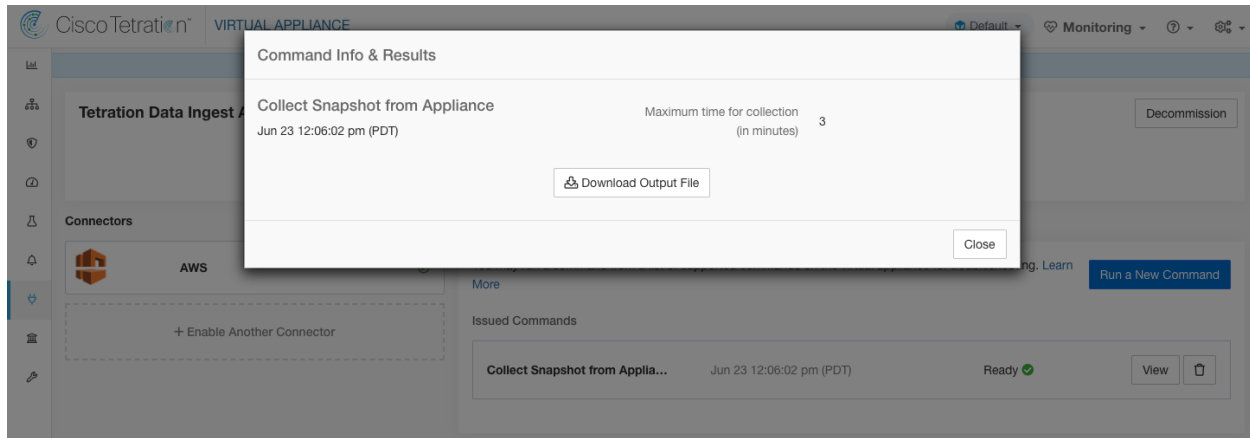 Cisco Tetration™ VIRTUAL APPLIANCE
Default
Monitoring
Command Info & Results
Tetration Data Ingest
Decommission
Collect Snapshot from Appliance
Jun 23 12:06:02 pm (PDT)
Maximum time for collection
(in minutes)
3
Download Output File
Close
Connectors
AWS
+ Enable Another Connector
Learn
More
Run a New Command
Issued Commands
Collect Snapshot from Applia...
Jun 23 12:06:02 pm (PDT)
Ready
View